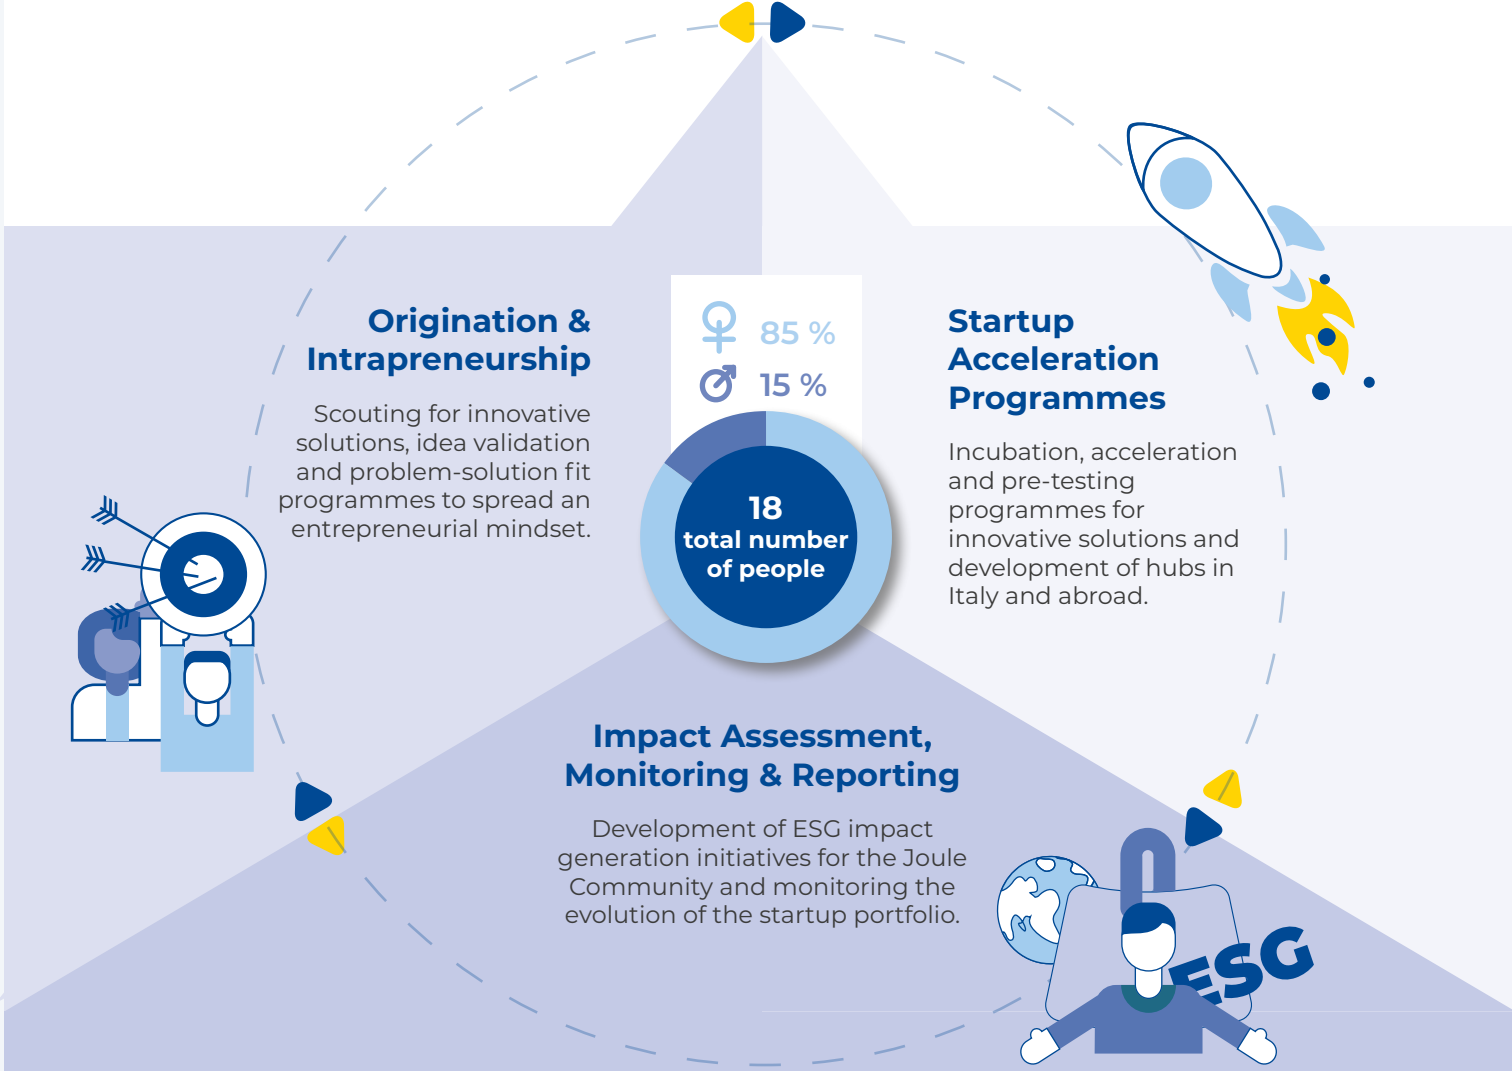 Origination &
Intrapreneurship
Scouting for innovative
solutions, idea validation
and problem-solution fit
programmes to spread an
entrepreneurial mindset.
85 %
15 %
18
total number
of people
Startup
Acceleration
Programmes
Incubation, acceleration
and pre-testing
programmes for
innovative solutions and
development of hubs in
Italy and abroad.
Impact Assessment,
Monitoring & Reporting
Development of ESG impact
generation initiatives for the Joule
Community and monitoring the
evolution of the startup portfolio.
ESG